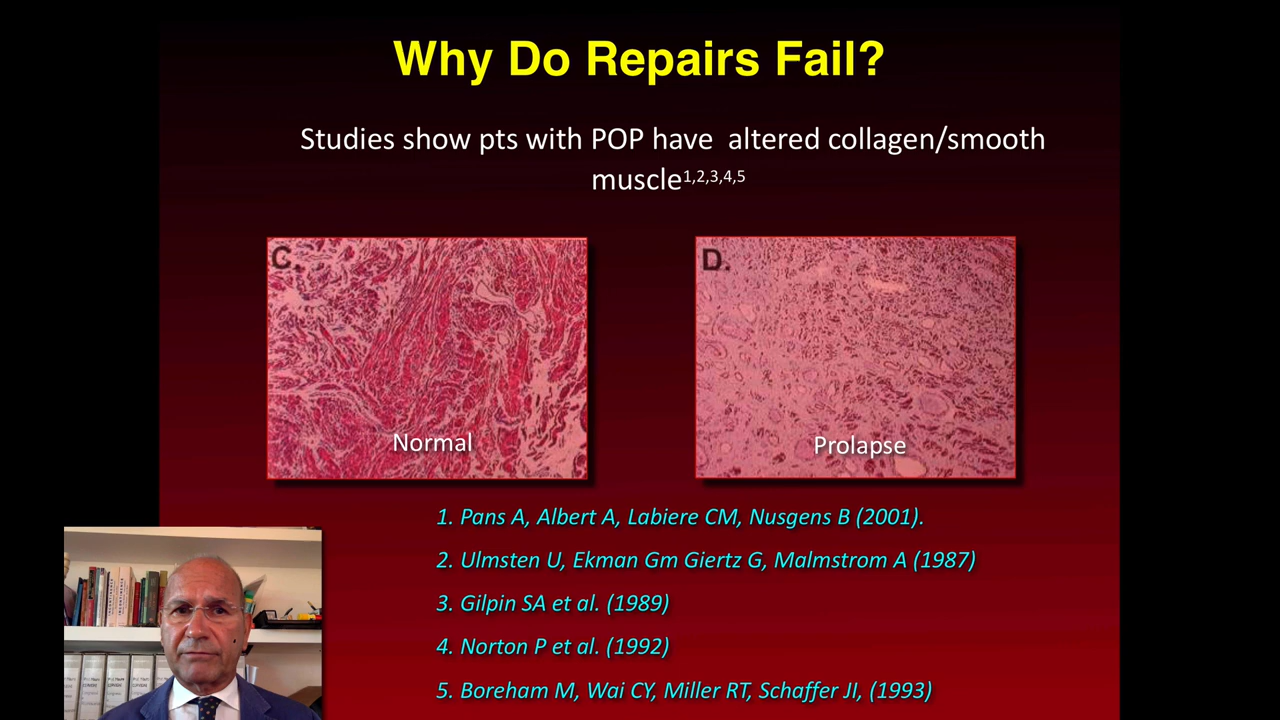 Why Do Repairs Fail?
Studies show pts with POP have altered collagen/smooth
muscle1,2,3,4,5
C.
D.
Normal
Prolapse
1. Pans A, Albert A, Labiere CM, Nusgens B (2001).
2. Ulmsten U, Ekman Gm Giertz G, Malmstrom A (1987)
3. Gilpin SA et al. (1989)
4. Norton P et al. (1992)
5. Boreham M, Wai CY, Miller RT, Schaffer JI, (1993)